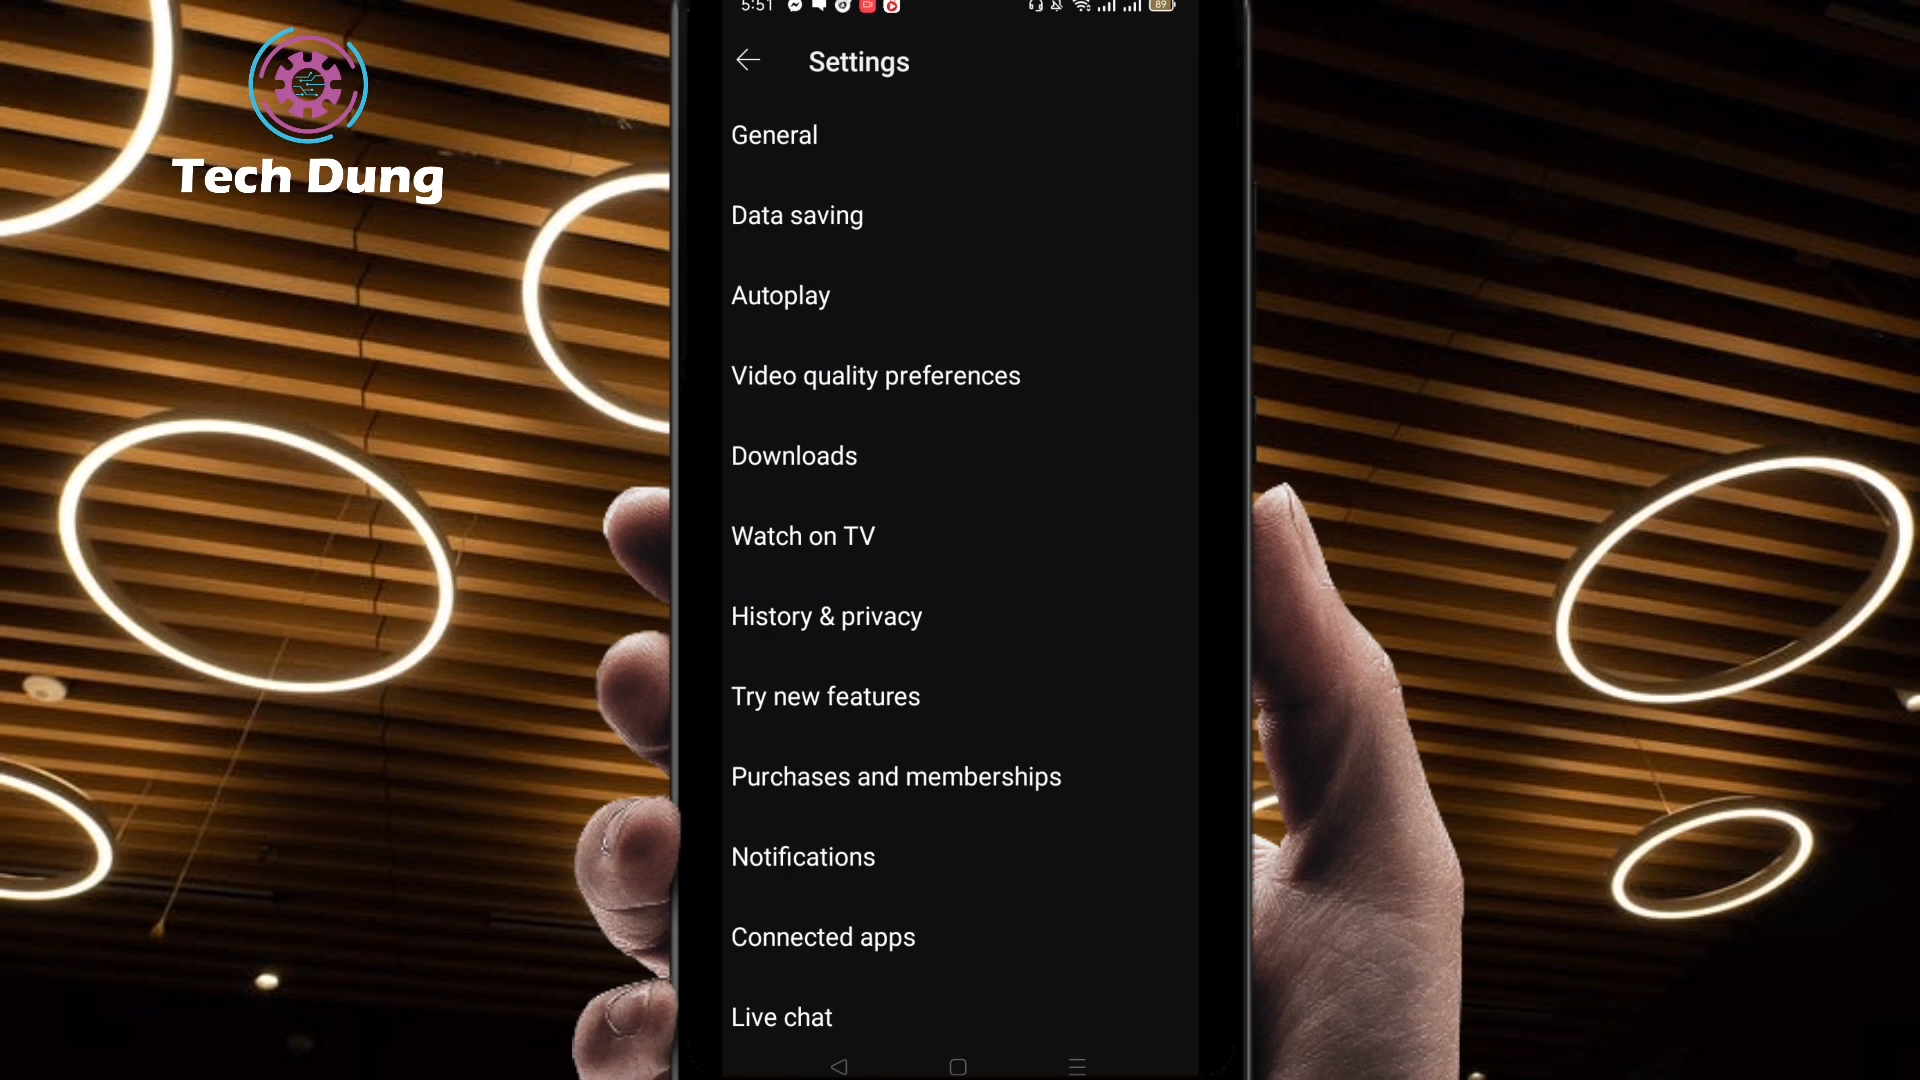 5:51
89
Settings
Tech Dung
General
Data saving
Autoplay
Video quality preferences
Downloads
Watch on TV
History & privacy
Try new features
Purchases and memberships
Notifications
Connected apps
Live chat